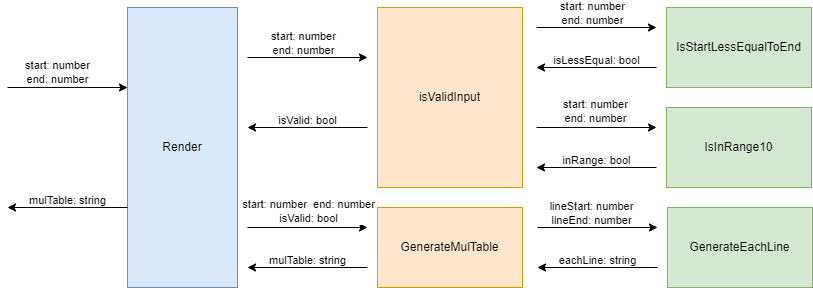 start: number
end: number
Render
mulTable: string
start: number
end: number
isValid: bool
isValidInput
start: number
end: number
isLessEqual: bool
IsStartLessEqualToEnd
start: number
end: number
inRange: bool
IsInRange10
start: number end: number
isValid: bool
mulTable: string
GenerateMulTable
lineStart: number
lineEnd: number
eachLine: string
GenerateEachLine